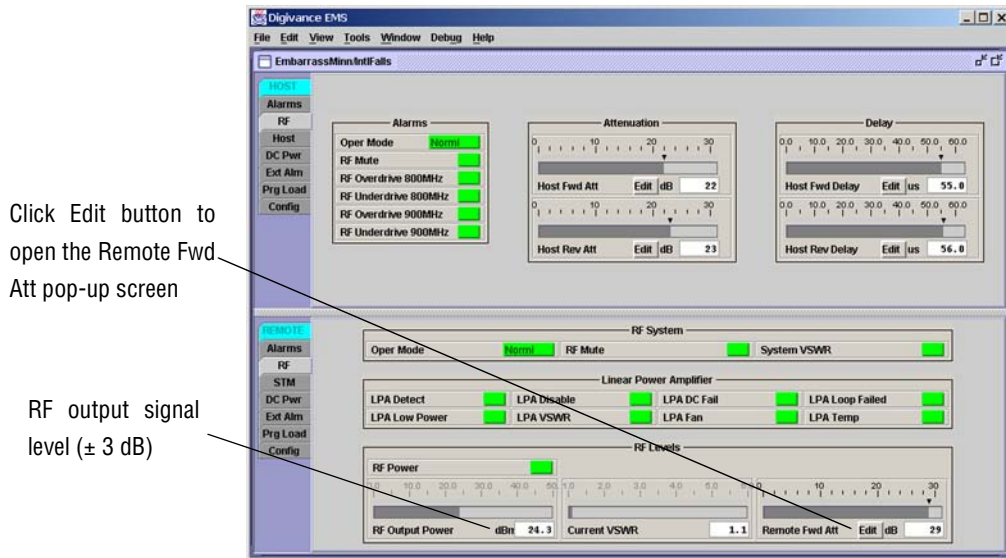 Digivance EMS
File Edit View Tools Window Debug Help
EmbarrassMinn/IntlFalls
HOST
Alarms
RF
Host
DC Pwr
Ext Alm
Prg Load
Config
Alarms
Oper Mode Norml
RF Mute
RF Overdrive 800MHz
RF Underdrive 800MHz
RF Overdrive 900MHz
RF Underdrive 900MHz
Attenuation
0 10 20 30
Host Fwd Att Edit dB 22
0 10 20 30
Host Rev Att Edit dB 23
Delay
0.0 10.0 20.0 30.0 40.0 50.0 60.0
Host Fwd Delay Edit us 55.0
0.0 10.0 20.0 30.0 40.0 50.0 60.0
Host Rev Delay Edit us 56.0
Click Edit button to
open the Remote Fwd
Att pop-up screen
RF output signal
level (± 3 dB)
REMOTE
Alarms
RF
STM
DC Pwr
Ext Alm
Prg Load
Config
RF System
Oper Mode Norml RF Mute System VSWR
Linear Power Amplifier
LPA Detect LPA Disable LPA DC Fail LPA Loop Failed
LPA Low Power LPA VSWR LPA Fan LPA Temp
RF Levels
RF Power
10.0 20.0 30.0 40.0 2.0 3.0 4.0 5.0 10 20 30
RF Output Power dBm 24.3 Current VSWR 1.1 Remote Fwd Att Edit dB 29